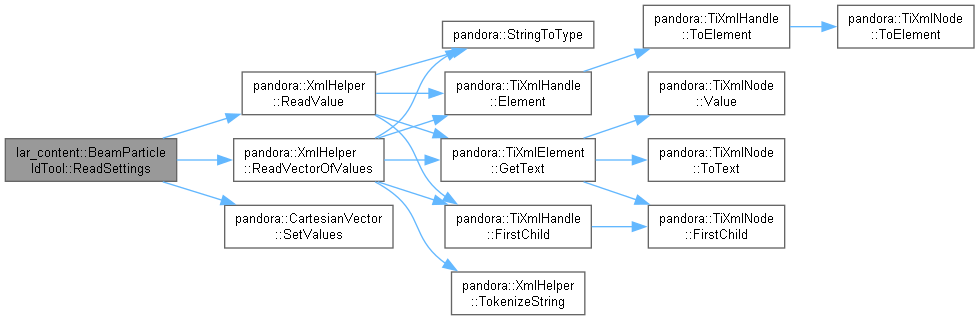 lar_content::BeamParticle
IdTool::ReadSettings
pandora::XmlHelper
::ReadValue
pandora::XmlHelper
::ReadVectorOfValues
pandora::CartesianVector
::SetValues
pandora::StringToType
pandora::TiXmlHandle
::Element
pandora::TiXmlElement
::GetText
pandora::TiXmlHandle
::FirstChild
pandora::XmlHelper
::TokenizeString
pandora::TiXmlHandle
::ToElement
pandora::TiXmlNode
::Value
pandora::TiXmlNode
::ToText
pandora::TiXmlNode
::FirstChild
pandora::TiXmlNode
::ToElement